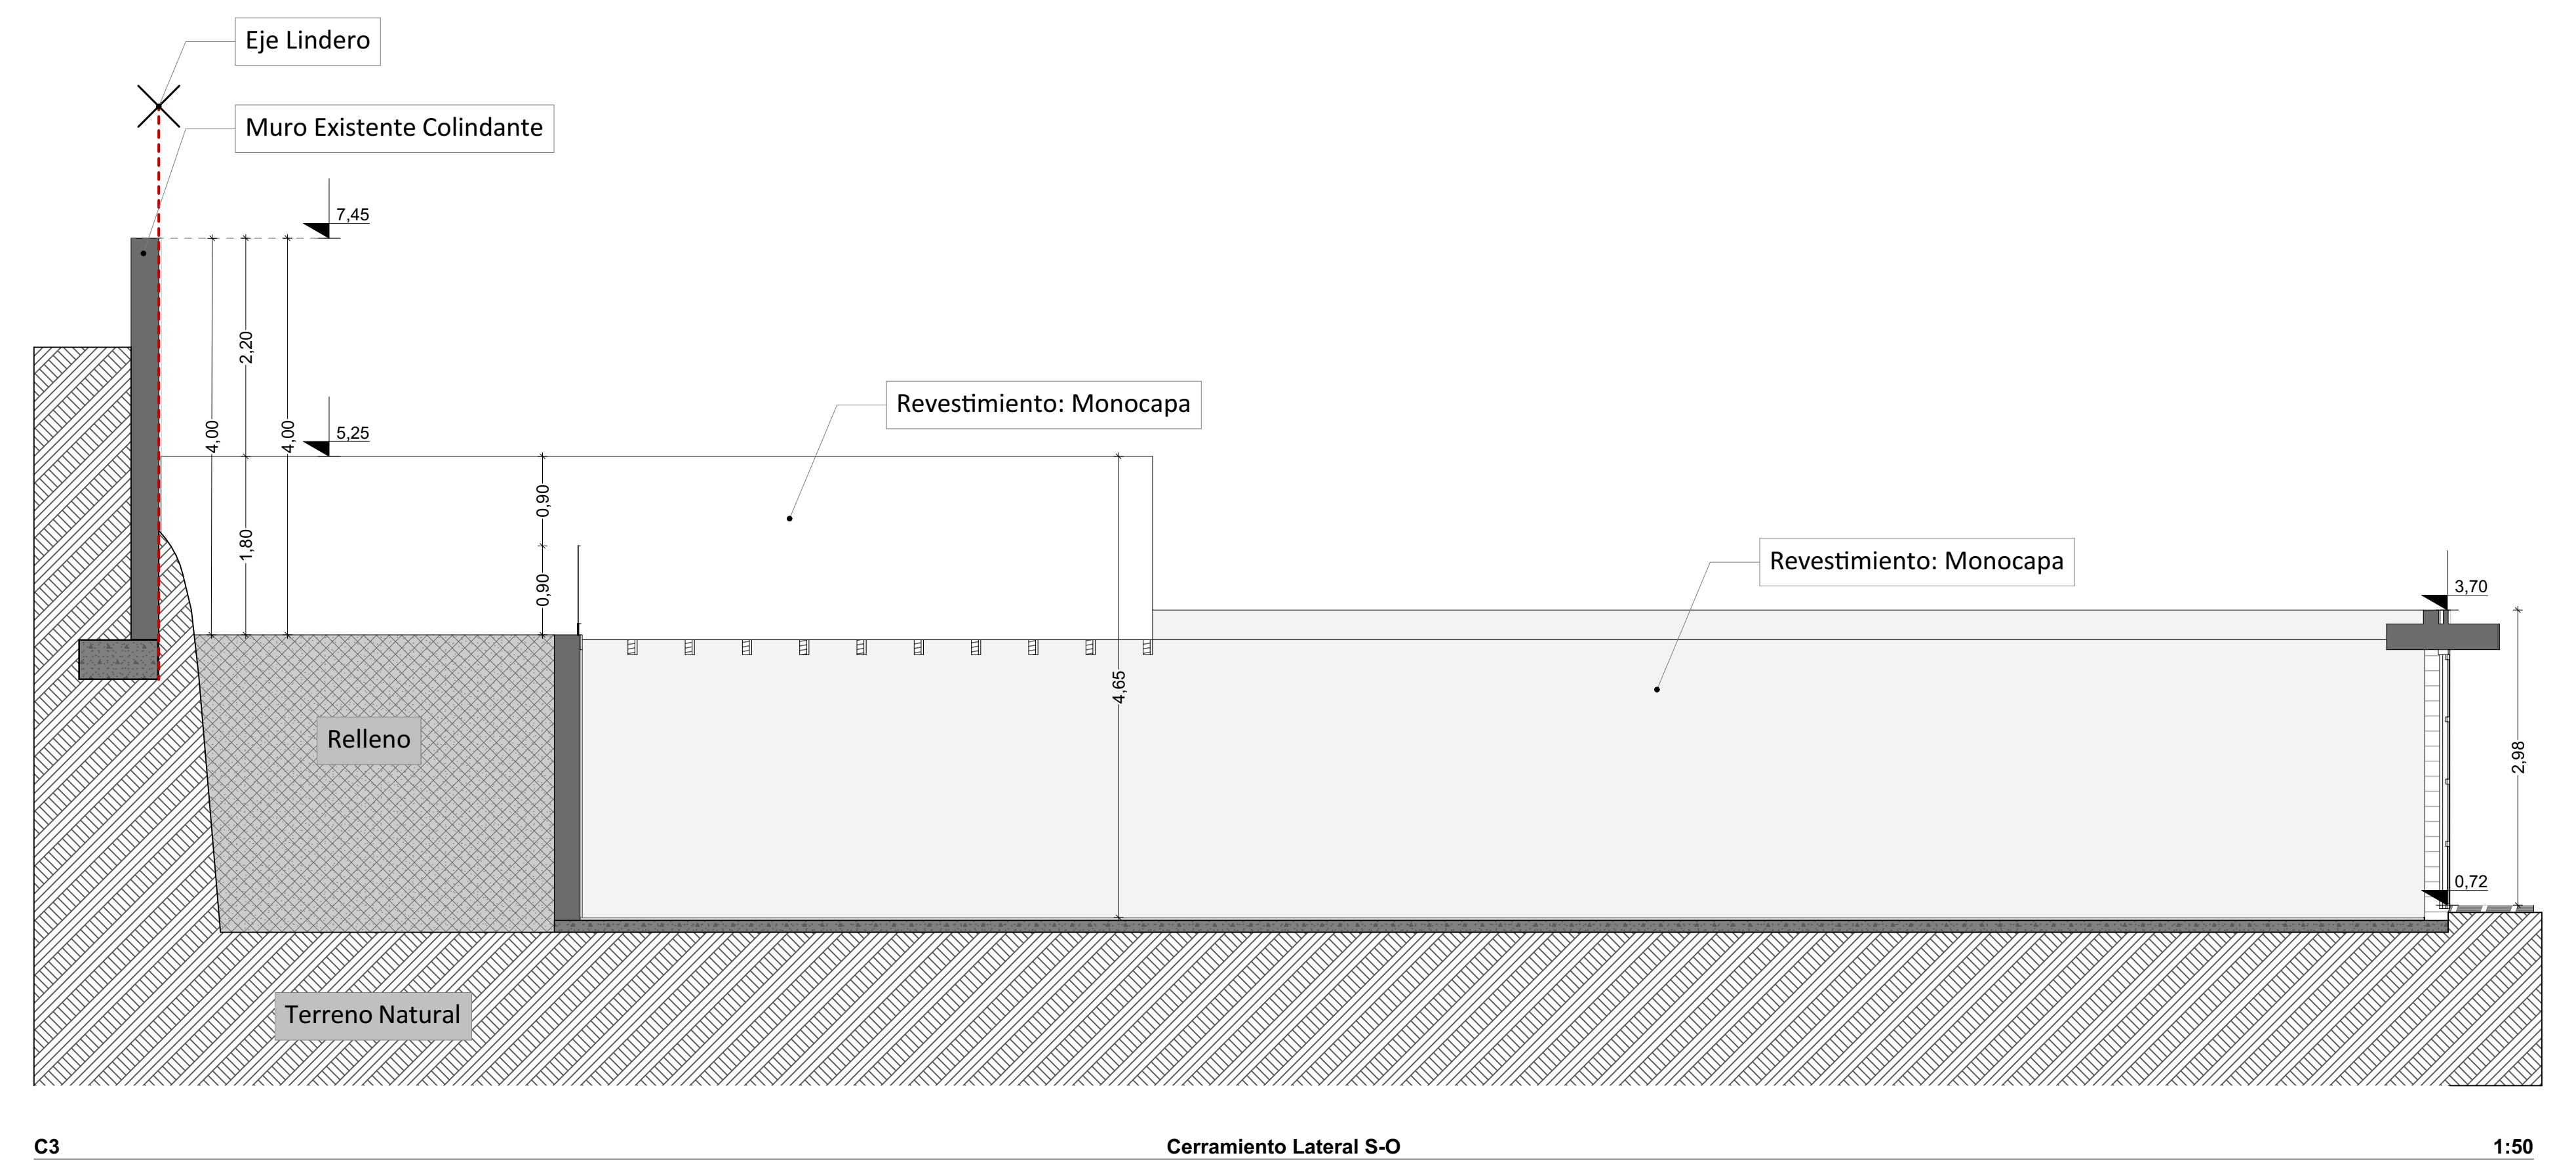 Eje Lindero
Muro Existente Colindante
7,45
2,20
4,00
4,00
5,25
Revestimiento: Monocapa
0,90
1,80
0,90
Revestimiento: Monocapa
3,70
4,65
Relleno
2,98
0,72
Terreno Natural
C3
Cerramiento Lateral S-O
1:50